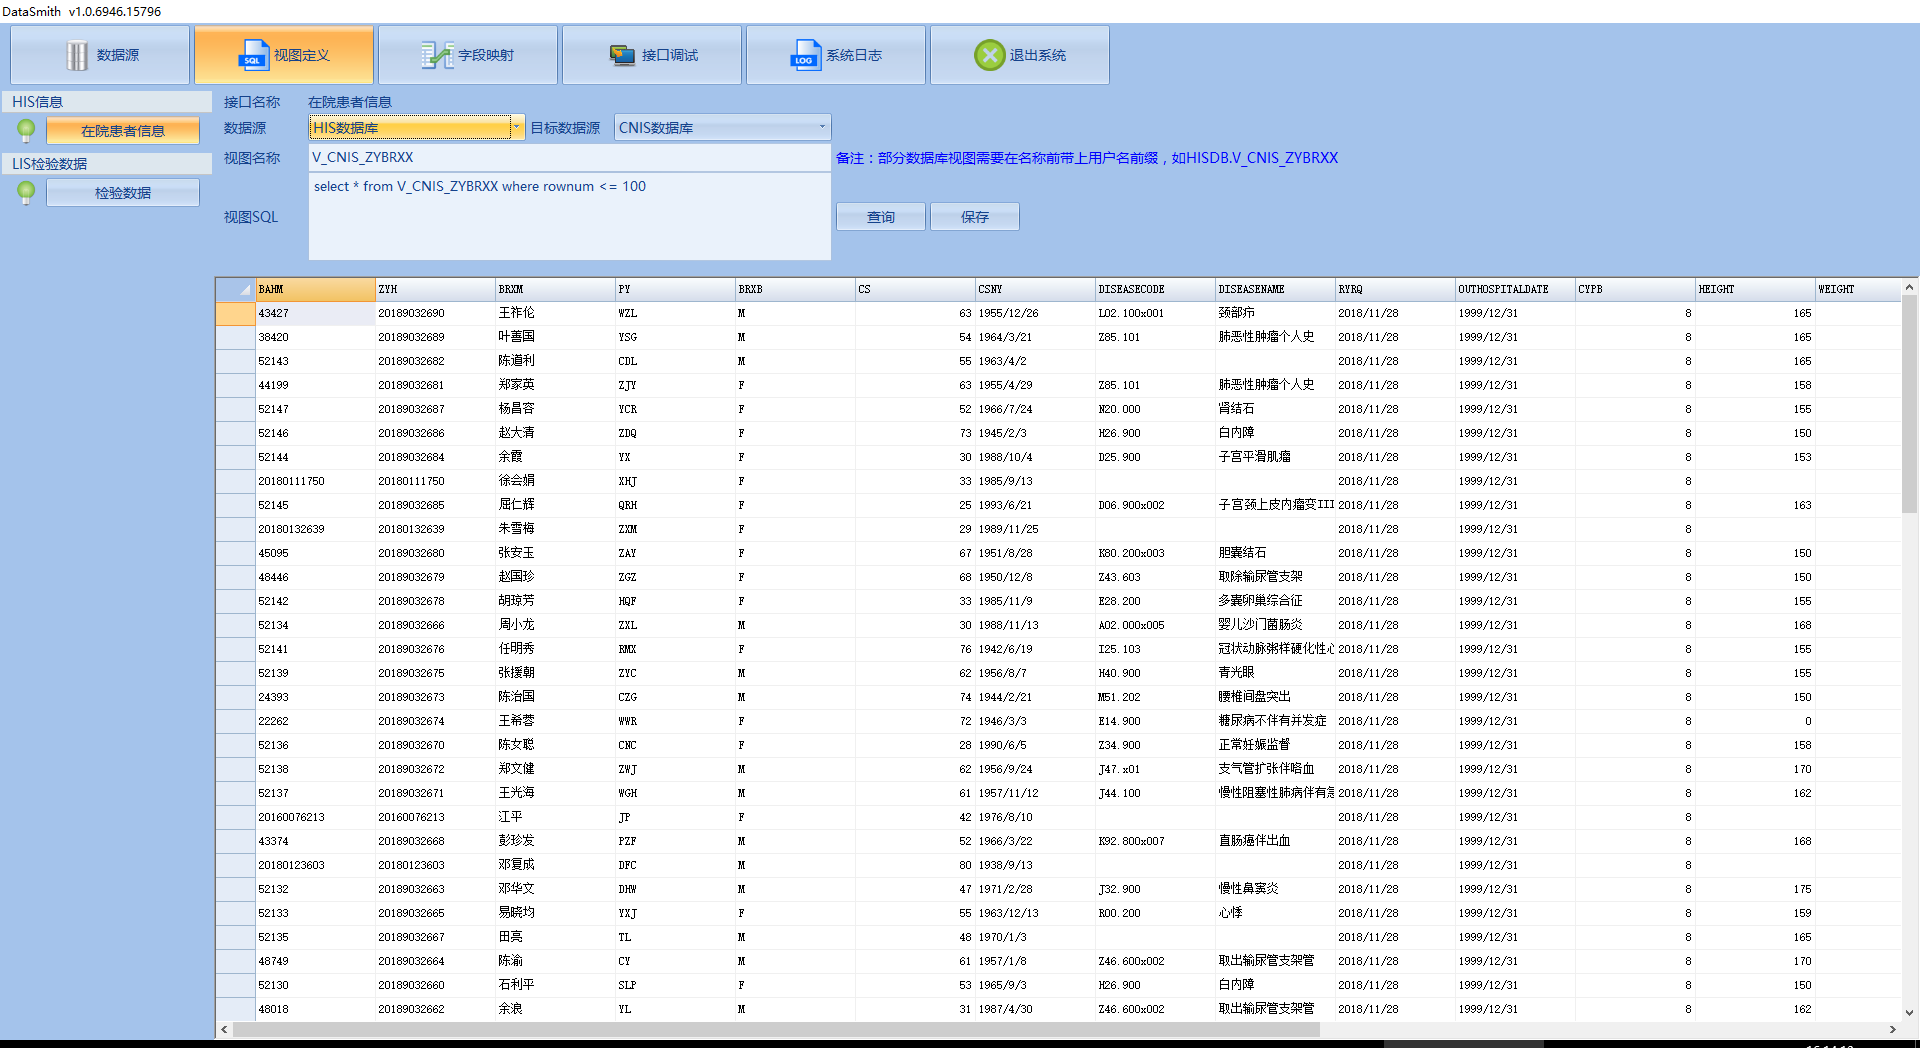 DataSmith v1.0.6946.15796
数据源 视图定义 字段映射 接口调试 系统日志 退出系统
HIS信息
在院患者信息
LIS检验数据
检验数据
接口名称 在院患者信息
数据源 HIS数据库 目标数据源 CNIS数据库
视图名称 V_CNIS_ZYBRXX 备注：部分数据库视图需要在名称前带上用户名前缀，如HISDB.V_CNIS_ZYBRXX
select * from V_CNIS_ZYBRXX where rownum <= 100
视图SQL 查询 保存
BAHM ZYH BRXM PY BRXB CS CSNY DISEASECODE DISEASENAME RYRQ OUTHOSPITALDATE CYPB HEIGHT WEIGHT
43427 20189032690 王祚伦 WZL M 63 1955/12/26 L02.100x001 颈部疖 2018/11/28 1999/12/31 8 165
38420 20189032689 叶善国 YSG M 54 1964/3/21 Z85.101 肺恶性肿瘤个人史 2018/11/28 1999/12/31 8 165
52143 20189032682 陈道利 CDL M 55 1963/4/2 2018/11/28 1999/12/31 8 165
44199 20189032681 郑家英 ZJY F 63 1955/4/29 Z85.101 肺恶性肿瘤个人史 2018/11/28 1999/12/31 8 158
52147 20189032687 杨昌容 YCR F 52 1966/7/24 N20.000 肾结石 2018/11/28 1999/12/31 8 155
52146 20189032686 赵大清 ZDQ F 73 1945/2/3 H26.900 白内障 2018/11/28 1999/12/31 8 150
52144 20189032684 余霞 YX F 30 1988/10/4 D25.900 子宫平滑肌瘤 2018/11/28 1999/12/31 8 153
20180111750 20180111750 徐会娟 XHJ F 33 1985/9/13 2018/11/28 1999/12/31 8
52145 20189032685 屈仁辉 QRH F 25 1993/6/21 D06.900x002 子宫颈上皮内瘤变III 2018/11/28 1999/12/31 8 163
20180132639 20180132639 朱雪梅 ZXM F 29 1989/11/25 2018/11/28 1999/12/31 8
45095 20189032680 张安玉 ZAY F 67 1951/8/28 K80.200x003 胆囊结石 2018/11/28 1999/12/31 8 150
48446 20189032679 赵国珍 ZGZ F 68 1950/12/8 Z43.603 取除输尿管支架 2018/11/28 1999/12/31 8 150
52142 20189032678 胡琼芳 HQF F 33 1985/11/9 E28.200 多囊卵巢综合征 2018/11/28 1999/12/31 8 155
52134 20189032666 周小龙 ZXL M 30 1988/11/13 A02.000x005 婴儿沙门菌肠炎 2018/11/28 1999/12/31 8 168
52141 20189032676 任明秀 RMX F 76 1942/6/19 I25.103 冠状动脉粥样硬化性心 2018/11/28 1999/12/31 8 155
52139 20189032675 张援朝 ZYC M 62 1956/8/7 H40.900 青光眼 2018/11/28 1999/12/31 8 155
24393 20189032673 陈治国 CZG M 74 1944/2/21 M51.202 腰椎间盘突出 2018/11/28 1999/12/31 8 150
22262 20189032674 王希蓉 WWR F 72 1946/3/3 E14.900 糖尿病不伴有并发症 2018/11/28 1999/12/31 8 0
52136 20189032670 陈女聪 CNC F 28 1990/6/5 Z34.900 正常妊娠监督 2018/11/28 1999/12/31 8 158
52138 20189032672 郑文健 ZWJ M 62 1956/9/24 J47.x01 支气管扩张伴咯血 2018/11/28 1999/12/31 8 170
52137 20189032671 王光海 WGH M 61 1957/11/12 J44.100 慢性阻塞性肺病伴有急 2018/11/28 1999/12/31 8 162
20160076213 20160076213 江平 JP F 42 1976/8/10 2018/11/28 1999/12/31 8
43374 20189032668 彭珍发 PZF M 52 1966/3/22 K92.800x007 直肠癌伴出血 2018/11/28 1999/12/31 8 168
20180123603 20180123603 邓复成 DFC M 80 1938/9/13 2018/11/28 1999/12/31 8
52132 20189032663 邓华文 DHW M 47 1971/2/28 J32.900 慢性鼻窦炎 2018/11/28 1999/12/31 8 175
52133 20189032665 易晓均 YXJ F 55 1963/12/13 R00.200 心悸 2018/11/28 1999/12/31 8 159
52135 20189032667 田亮 TL M 48 1970/1/3 2018/11/28 1999/12/31 8 165
48749 20189032664 陈渝 CY M 61 1957/1/8 Z46.600x002 取出输尿管支架管 2018/11/28 1999/12/31 8 170
52130 20189032660 石利平 SLP F 53 1965/9/3 H26.900 白内障 2018/11/28 1999/12/31 8 150
48018 20189032662 余浪 YL M 31 1987/4/30 Z46.600x002 取出输尿管支架管 2018/11/28 1999/12/31 8 162